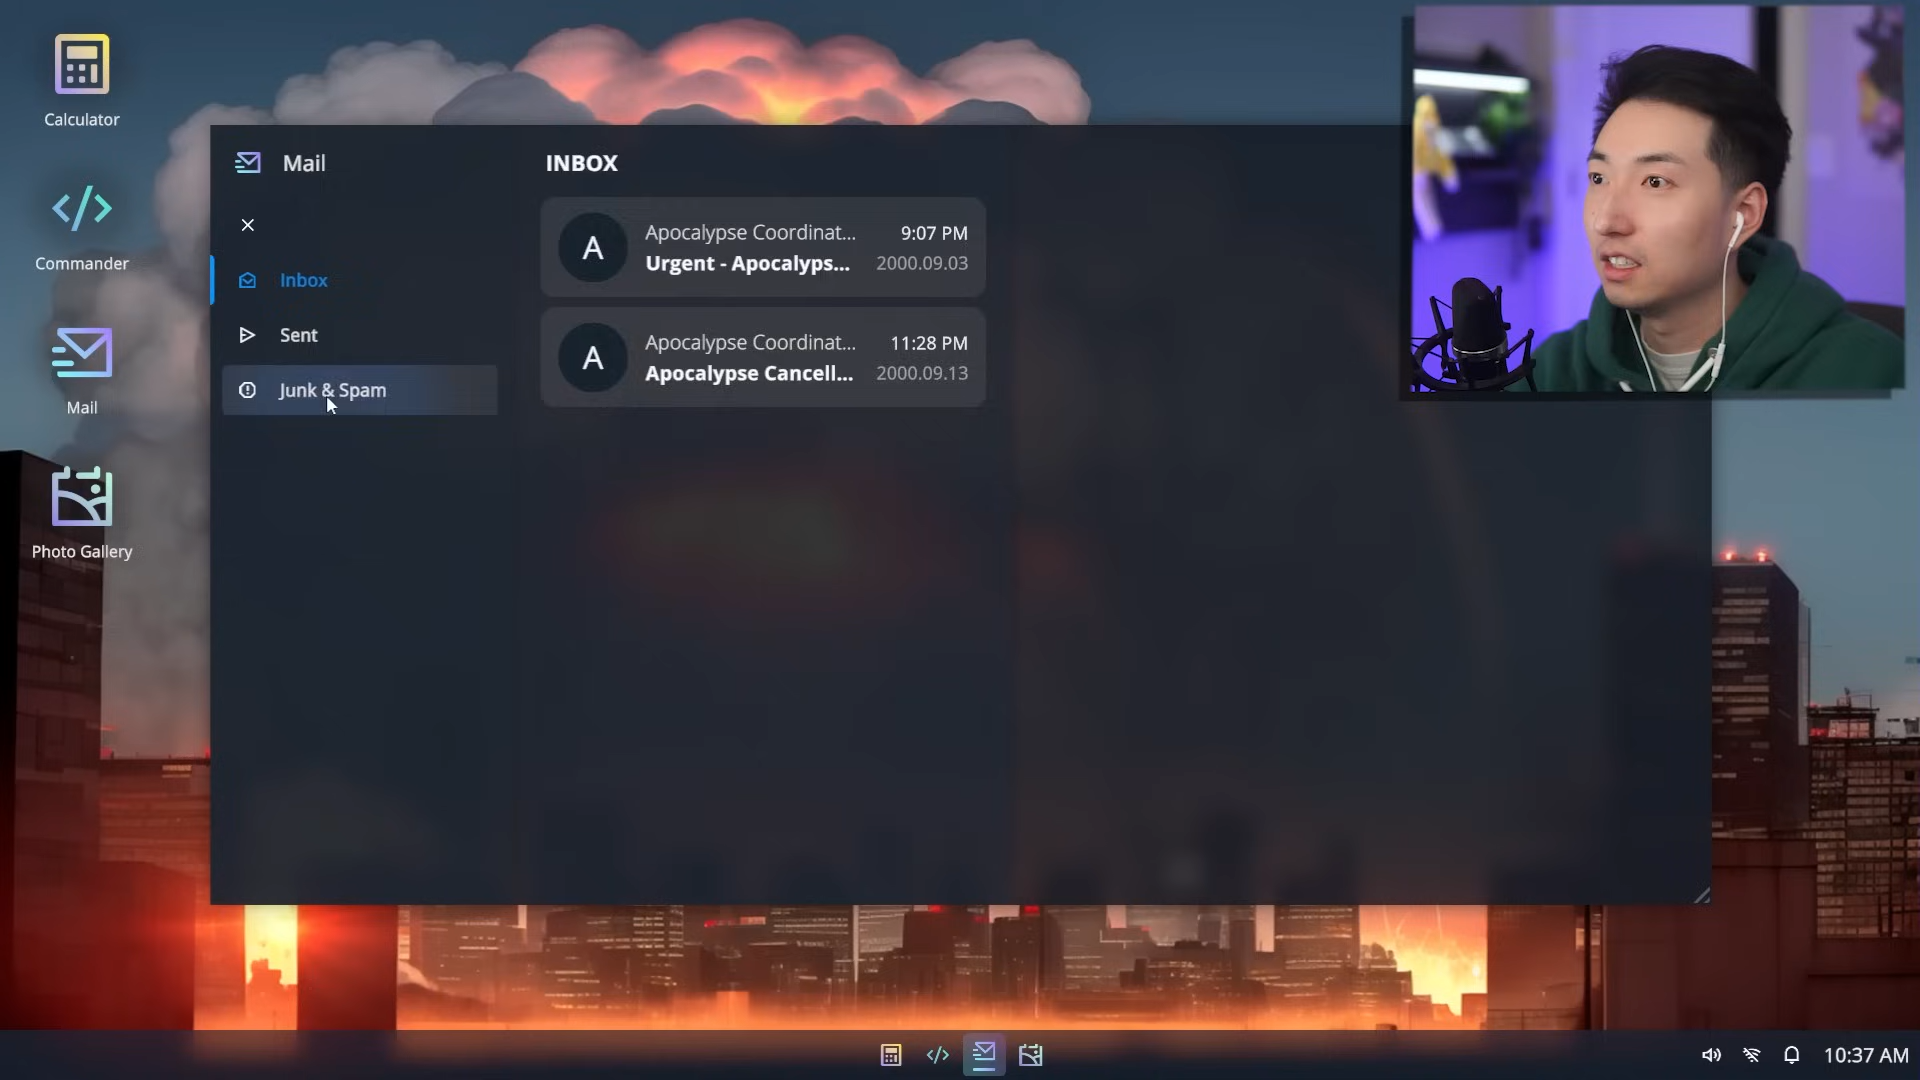 Calculator
Commander
Mail
Photo Gallery
Mail
Inbox
Sent
Junk & Spam
INBOX
A
Apocalypse Coordinat... 9:07 PM
Urgent - Apocalyps... 2000.09.03
A
Apocalypse Coordinat... 11:28 PM
Apocalypse Cancell... 2000.09.13
10:37 AM